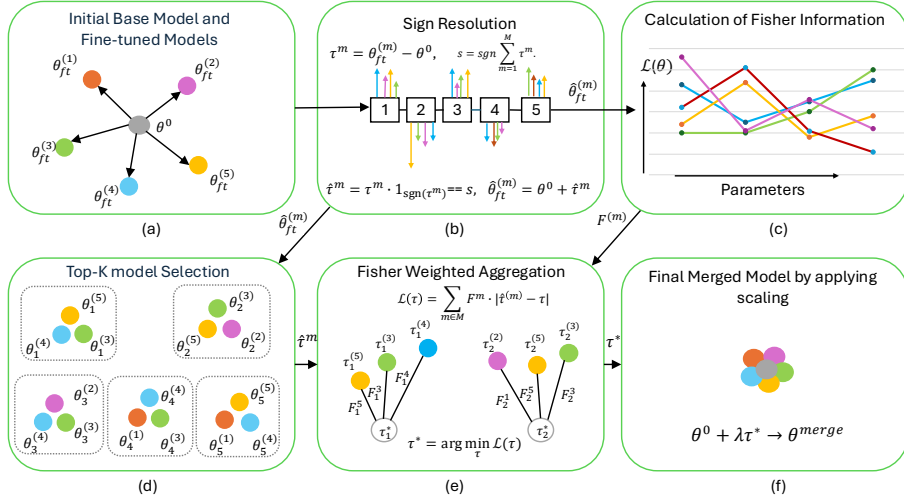 Initial Base Model and
Fine-tuned Models
θ_ft^(1)
θ_ft^(2)
θ^0
θ_ft^(3)
θ_ft^(4)
θ_ft^(5)
(a)
Sign Resolution
τ^m = θ_ft^(m) − θ^0, s = sgn ∑_{m=1}^{M} τ^m.
1 2 3 4 5
τ̂^m = τ^m · 1_{sgn(τ^m)== s}, θ̂_ft^(m) = θ^0 + τ̂^m
(b)
θ̂_ft^(m)
Calculation of Fisher Information
ℒ(θ)
Parameters
(c)
θ̂_ft^(m)
F^(m)
Top-K model Selection
θ_1^(5)
θ_1^(4) θ_1^(3)
θ_2^(3)
θ_2^(5) θ_2^(2)
θ_3^(2)
θ_3^(4) θ_3^(3)
θ_4^(4)
θ_4^(1) θ_4^(3)
θ_5^(5)
θ_5^(1) θ_5^(4)
(d)
τ̂^m
Fisher Weighted Aggregation
ℒ(τ) = ∑_{m∈M} F^m · |τ̂^(m) − τ|
τ_1^(5) τ_1^(3) τ_1^(4)
F_1^5 F_1^3 F_1^4
τ_1^*
τ_2^(2) τ_2^(5) τ_2^(3)
F_2^2 F_2^5 F_2^3
τ_2^*
τ^* = arg min_τ ℒ(τ)
(e)
τ^*
Final Merged Model by applying
scaling
θ^0 + λτ^* → θ^merge
(f)